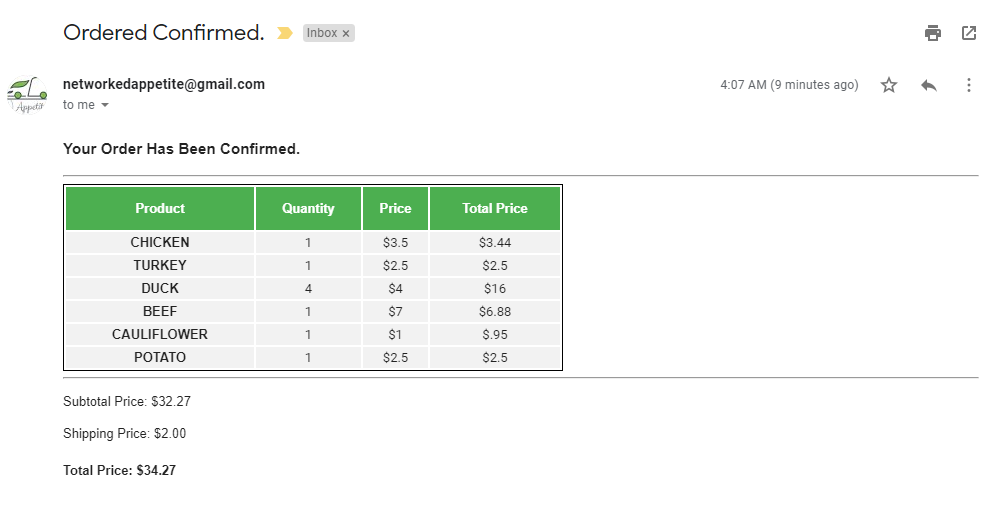 Ordered Confirmed.
Inbox x
networkedappetite@gmail.com
4:07 AM (9 minutes ago)
Appetit
to me
Your Order Has Been Confirmed.
Product Quantity Price Total Price
CHICKEN 1 $3.5 $3.44
TURKEY 1 $2.5 $2.5
DUCK 4 $4 $16
BEEF 1 $7 $6.88
CAULIFLOWER 1 $1 $.95
POTATO 1 $2.5 $2.5
Subtotal Price: $32.27
Shipping Price: $2.00
Total Price: $34.27